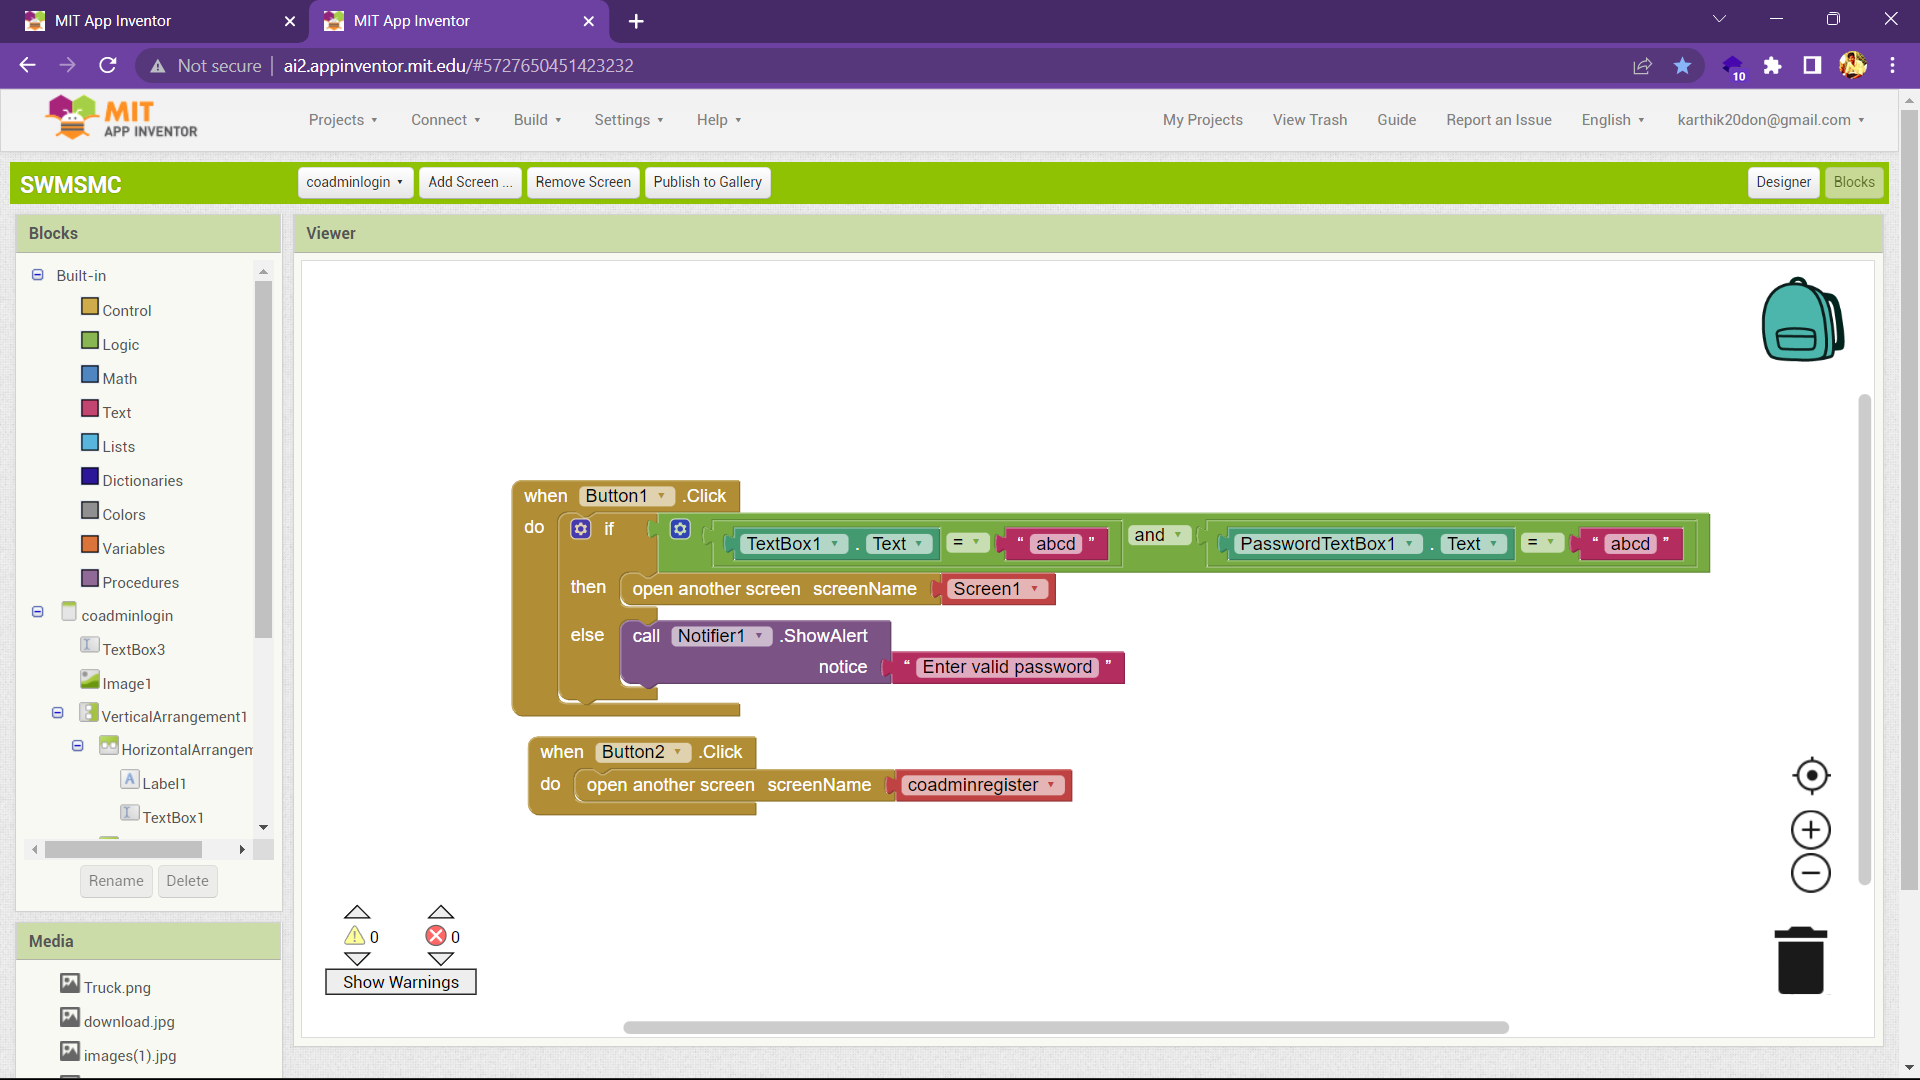 MIT App Inventor
MIT App Inventor
Not secure
ai2.appinventor.mit.edu/#5727650451423232
10
MIT
APP INVENTOR
Projects
Connect
Build
Settings
Help
My Projects
View Trash
Guide
Report an Issue
English
karthik20don@gmail.com
SWMSMC
coadminlogin
Add Screen ...
Remove Screen
Publish to Gallery
Designer
Blocks
Blocks
Built-in
Control
Logic
Math
Text
Lists
Dictionaries
Colors
Variables
Procedures
coadminlogin
TextBox3
Image1
VerticalArrangement1
HorizontalArrangem
Label1
TextBox1
Rename
Delete
Media
Truck.png
download.jpg
images(1).jpg
Viewer
when Button1 .Click
do if TextBox1 . Text = “ abcd ” and PasswordTextBox1 . Text = “ abcd ”
then open another screen screenName Screen1
else call Notifier1 .ShowAlert
notice “ Enter valid password ”
when Button2 .Click
do open another screen screenName coadminregister
0 0
Show Warnings